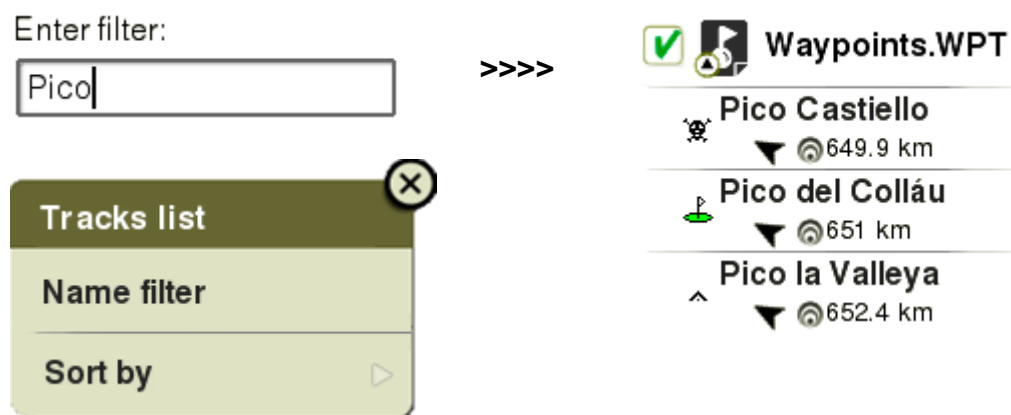 Enter filter:
Pico
>>>>
Tracks list
Name filter
Sort by
Waypoints.WPT
Pico Castiello
649.9 km
Pico del Colláu
651 km
Pico la Valleya
652.4 km